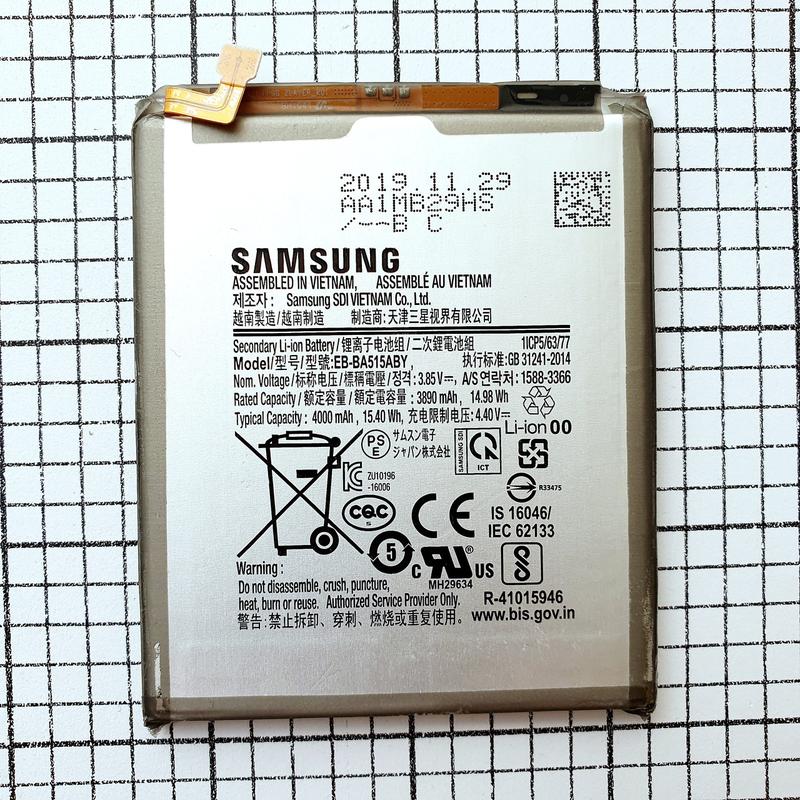 2019.11.29
AA1MB29HS
/~~B C
SAMSUNG
ASSEMBLED IN VIETNAM, ASSEMBLÉ AU VIETNAM
제조자 : Samsung SDI VIETNAM Co., Ltd.
越南製造/越南制造 制造商:天津三星视界有限公司
Secondary Li-ion Battery / 锂离子电池组 / 二次鋰電池組 1ICP5/63/77
Model/型号/型號:EB-BA515ABY , 执行标准:GB 31241-2014
Nom. Voltage/标称电压/標稱電壓/정격 : 3.85V⎓, A/S 연락처: 1588-3366
Rated Capacity / 额定容量 / 額定電容量 : 3890 mAh , 14.98 Wh
Typical Capacity : 4000 mAh , 15.40 Wh, 充电限制电压: 4.40V⎓
Li-ion 00
PS
E
サムスン電子
ジャパン株式会社
SAMSUNG SDI
ICT
ZU10196
-16006
R33475
CQC
S
CE
IS 16046/
IEC 62133
5
c RU ® US
MH29634
R-41015946
www.bis.gov.in
Warning :
Do not disassemble, crush, puncture,
heat, burn or reuse. Authorized Service Provider Only.
警告: 禁止拆卸、穿刺、燃烧或重复使用。